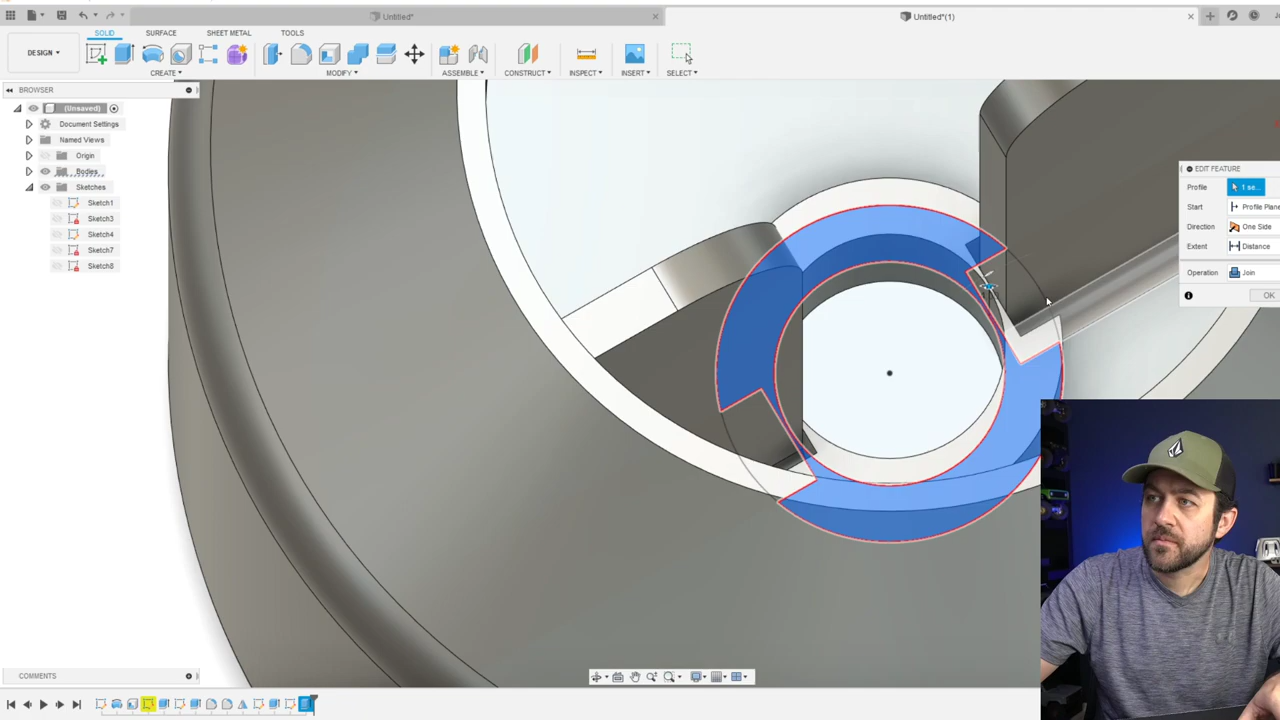 Untitled*
Untitled*(1)
SOLID
SURFACE
SHEET METAL
TOOLS
DESIGN
CREATE
MODIFY
ASSEMBLE
CONSTRUCT
INSPECT
INSERT
SELECT
BROWSER
(Unsaved)
Document Settings
Named Views
Origin
Bodies
Sketches
Sketch1
Sketch3
Sketch4
Sketch7
Sketch8
EDIT FEATURE
Profile
1 se...
Start
Profile Plane
Direction
One Side
Extent
Distance
Operation
Join
OK
COMMENTS